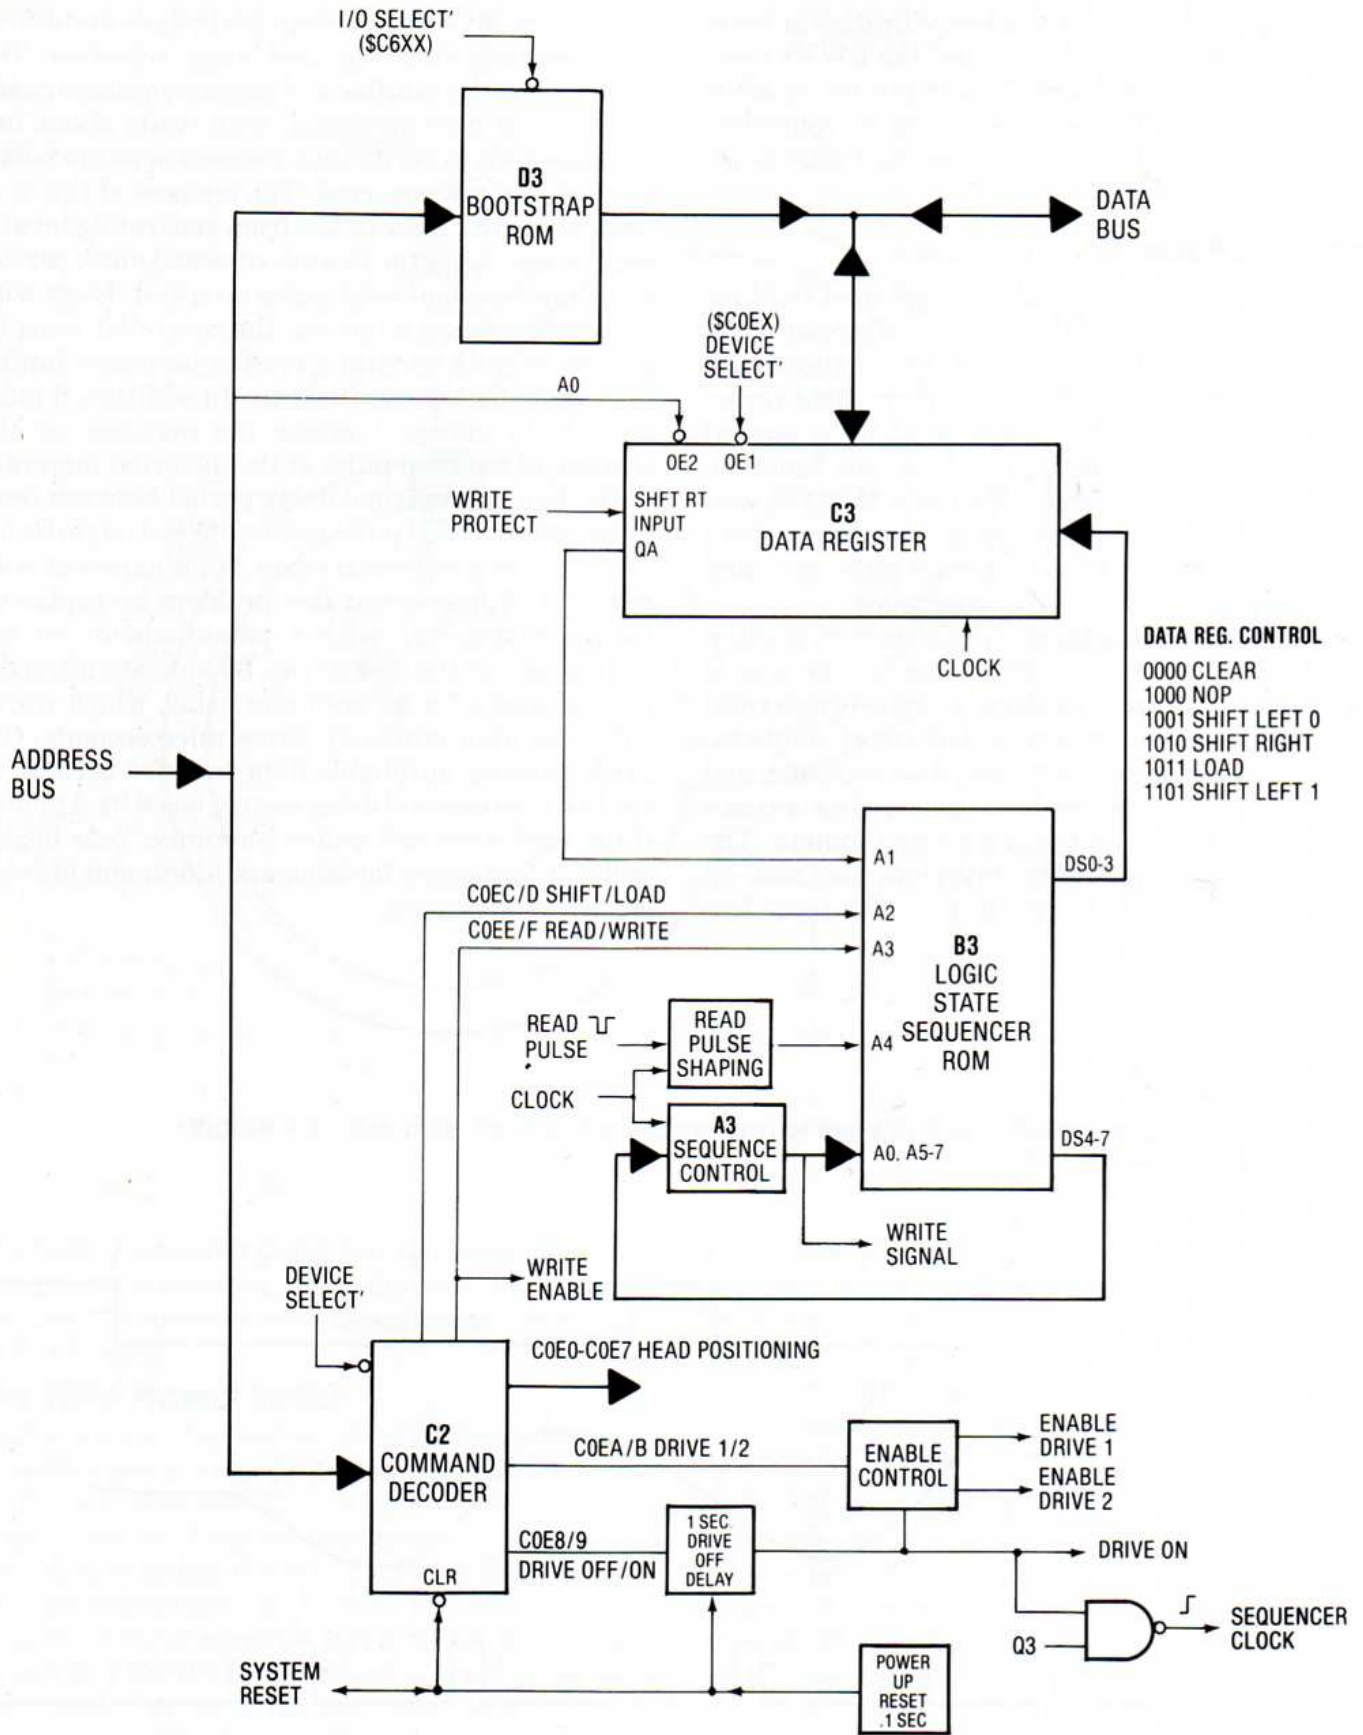 I/O SELECT'
($C6XX)
D3
BOOTSTRAP
ROM
DATA
BUS
($C0EX)
DEVICE
SELECT'
A0
OE2
OE1
WRITE
PROTECT
SHFT RT
INPUT
QA
C3
DATA REGISTER
CLOCK
DATA REG. CONTROL
0000 CLEAR
1000 NOP
1001 SHIFT LEFT 0
1010 SHIFT RIGHT
1011 LOAD
1101 SHIFT LEFT 1
ADDRESS
BUS
A1
DS0-3
C0EC/D SHIFT/LOAD
A2
C0EE/F READ/WRITE
A3
B3
LOGIC
STATE
SEQUENCER
ROM
READ
PULSE
READ
PULSE
SHAPING
A4
CLOCK
A3
SEQUENCE
CONTROL
A0, A5-7
DS4-7
WRITE
SIGNAL
WRITE
ENABLE
DEVICE
SELECT'
C0E0-C0E7 HEAD POSITIONING
C2
COMMAND
DECODER
C0EA/B DRIVE 1/2
ENABLE
CONTROL
ENABLE
DRIVE 1
ENABLE
DRIVE 2
C0E8/9
DRIVE OFF/ON
1 SEC.
DRIVE
OFF
DELAY
DRIVE ON
CLR
Q3
SEQUENCER
CLOCK
SYSTEM
RESET
POWER
UP
RESET
.1 SEC